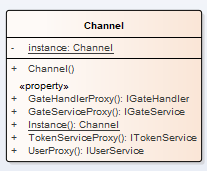 Channel
- instance: Channel
+ Channel()
«property»
+ GateHandlerProxy(): IGateHandler
+ GateServiceProxy(): IGateService
+ Instance(): Channel
+ TokenServiceProxy(): ITokenService
+ UserProxy(): IUserService